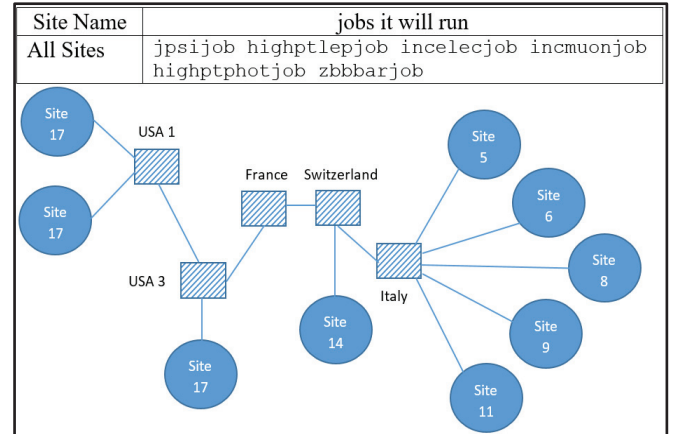 Site Name jobs it will run
All Sites jpsijob highptlepjob incelecjob incmuonjob
highptphotjob zbbbarjob
Site
17
USA 1
Site
17
France Switzerland
Site
5
Site
6
USA 3
Italy
Site
8
Site
14
Site
9
Site
17
Site
11